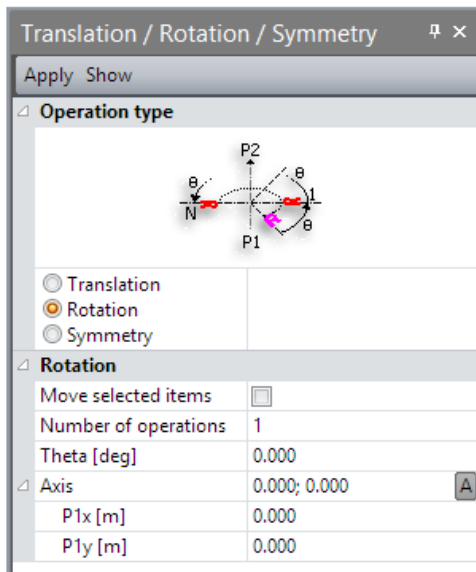 Translation / Rotation / Symmetry
Apply Show
Operation type
P2
θ
θ
N
1
θ
P1
Translation
Rotation
Symmetry
Rotation
Move selected items
Number of operations 1
Theta [deg] 0.000
Axis 0.000; 0.000 A
P1x [m] 0.000
P1y [m] 0.000